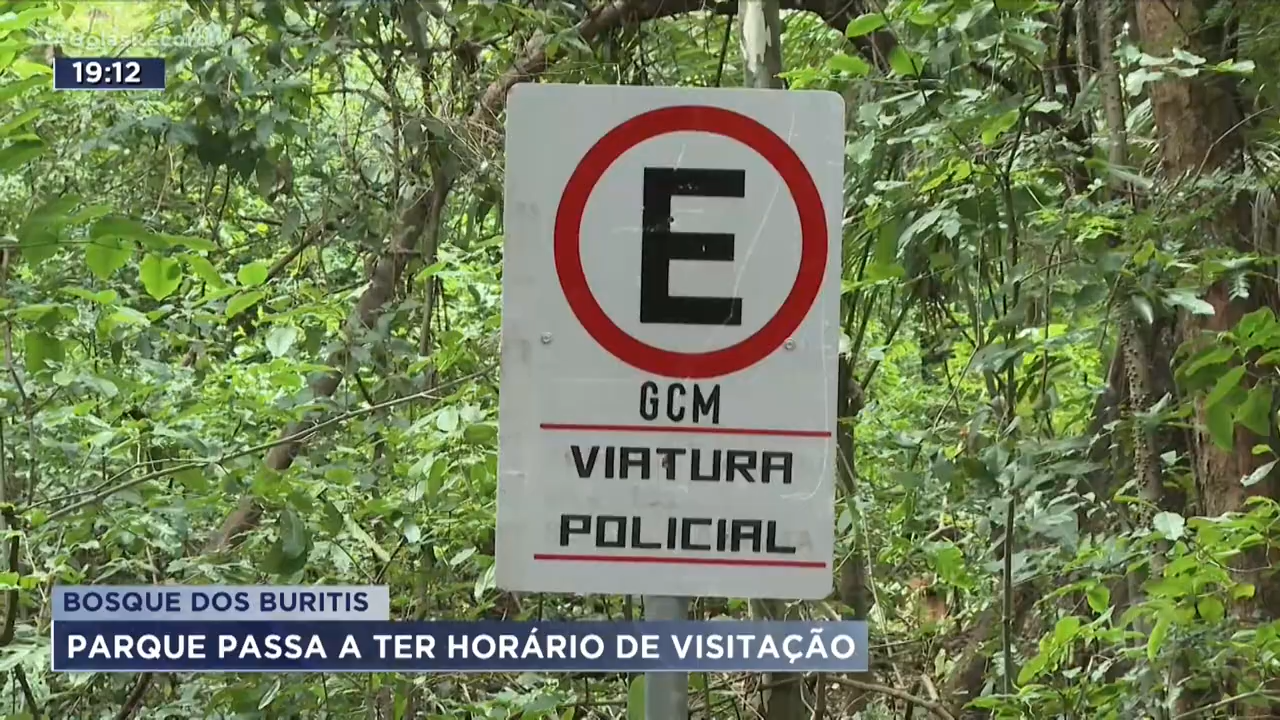 19:12
E
GCM
VIATURA
POLICIAL
BOSQUE DOS BURITIS
PARQUE PASSA A TER HORÁRIO DE VISITAÇÃO